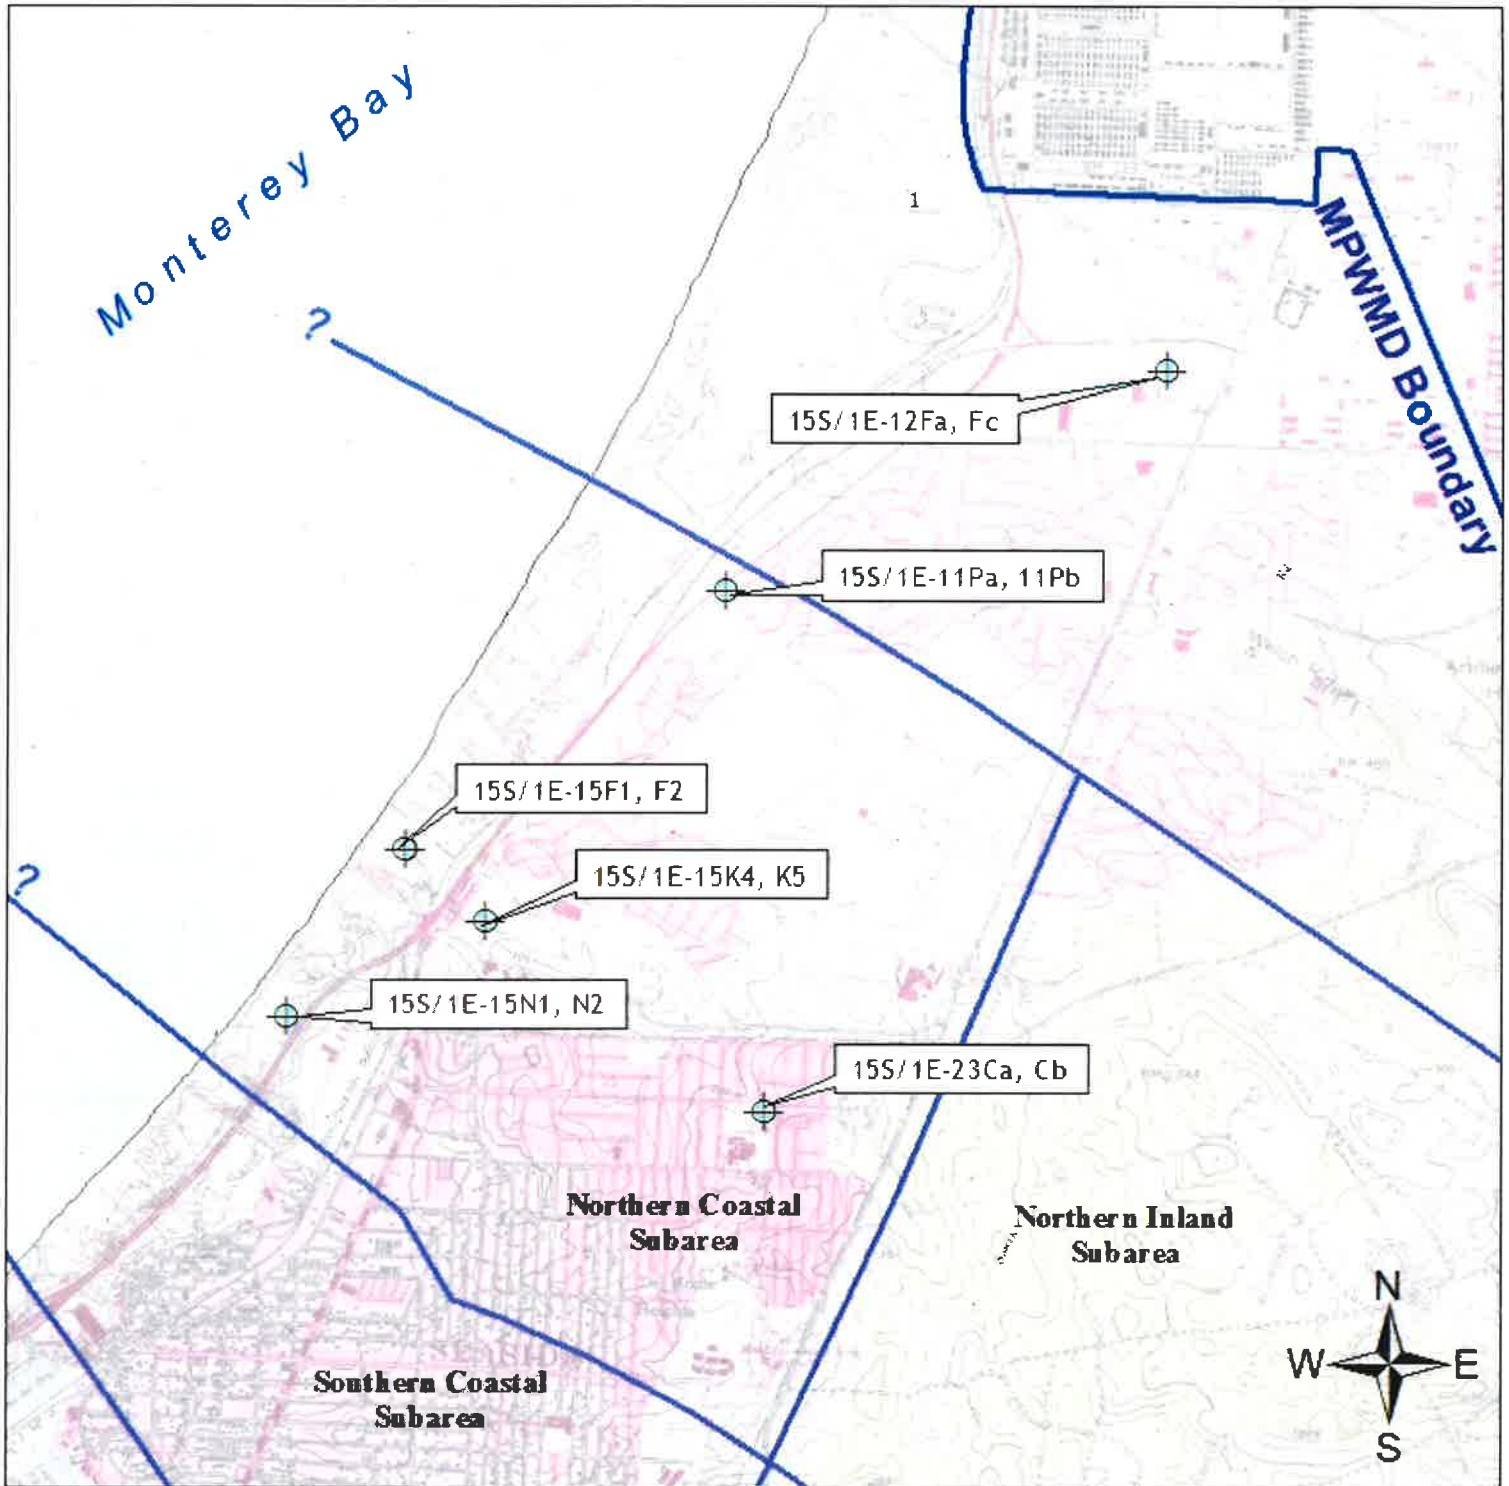 Monterey Bay
1
MPWMD Boundary
?
15S/1E-12Fa, Fc
15S/1E-11Pa, 11Pb
15S/1E-15F1, F2
15S/1E-15K4, K5
?
15S/1E-15N1, N2
15S/1E-23Ca, Cb
Northern Coastal
Subarea
Northern Inland
Subarea
Southern Coastal
Subarea
N
W
E
S